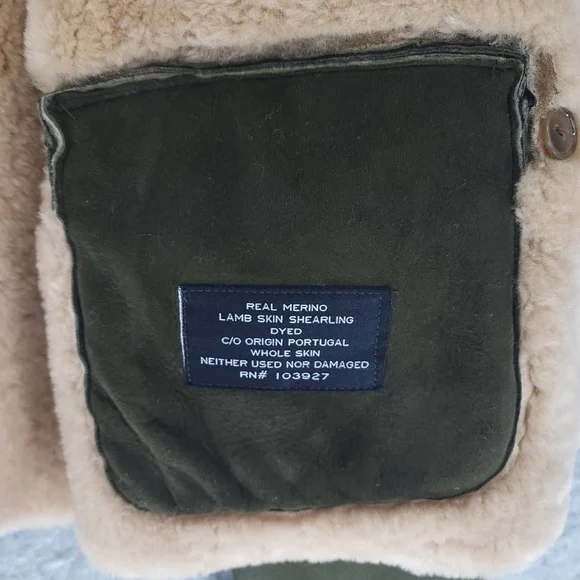 REAL MERINO
LAMB SKIN SHEARLING
DYED
C/O ORIGIN PORTUGAL
WHOLE SKIN
NEITHER USED NOR DAMAGED
RN# 103927